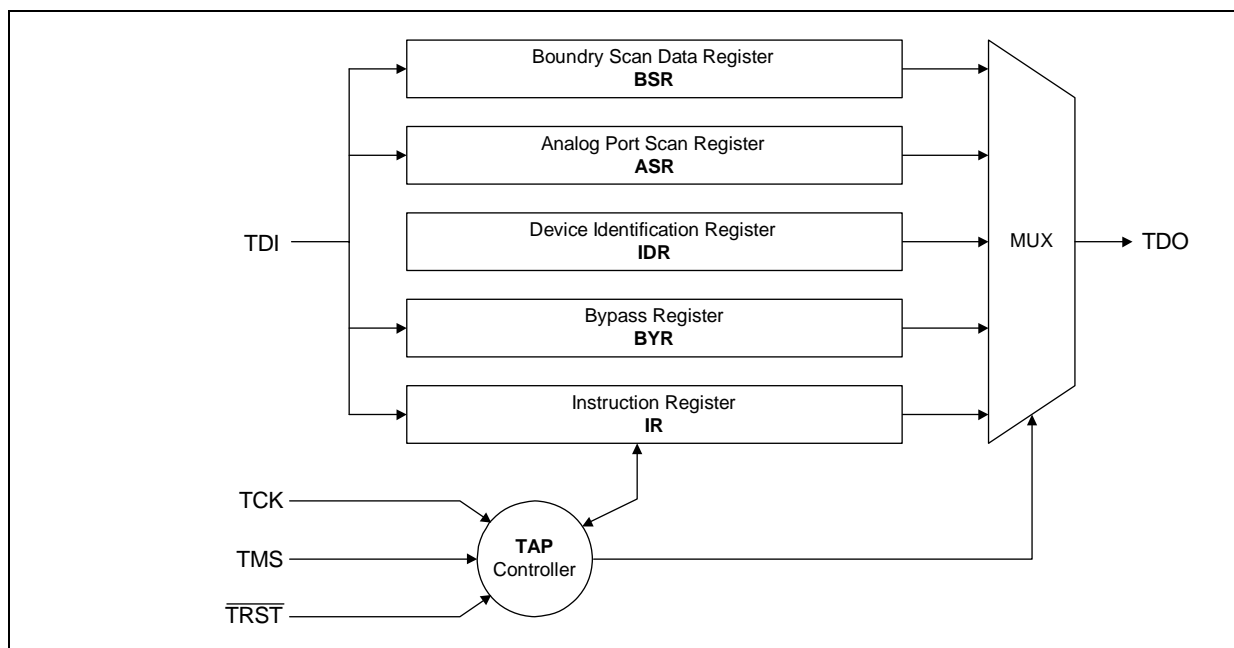 Boundry Scan Data Register
BSR
Analog Port Scan Register
ASR
Device Identification Register
IDR
Bypass Register
BYR
Instruction Register
IR
TDI
MUX
TDO
TCK
TMS
TRST
TAP
Controller